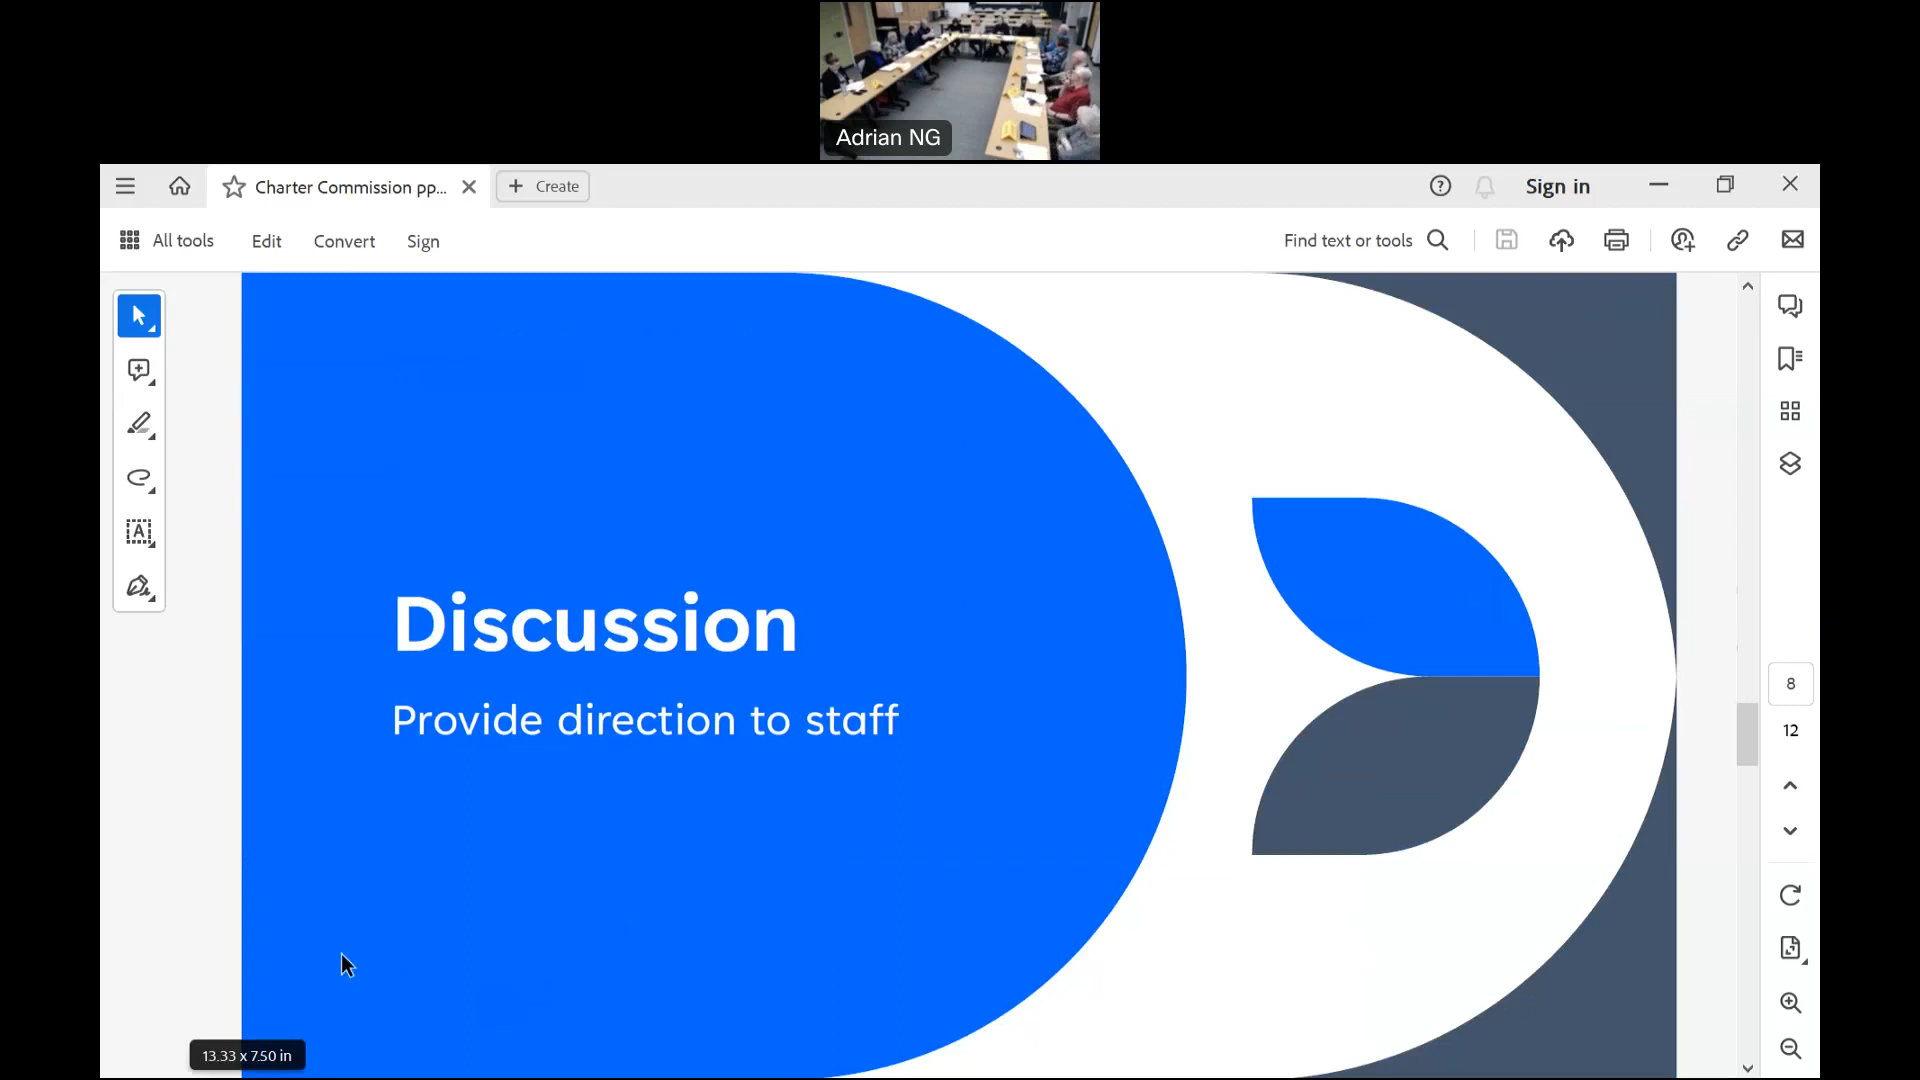 Adrian NG
Charter Commission pp...
Create
Sign in
All tools
Edit
Convert
Sign
Find text or tools
Discussion
Provide direction to staff
8
12
13.33 x 7.50 in